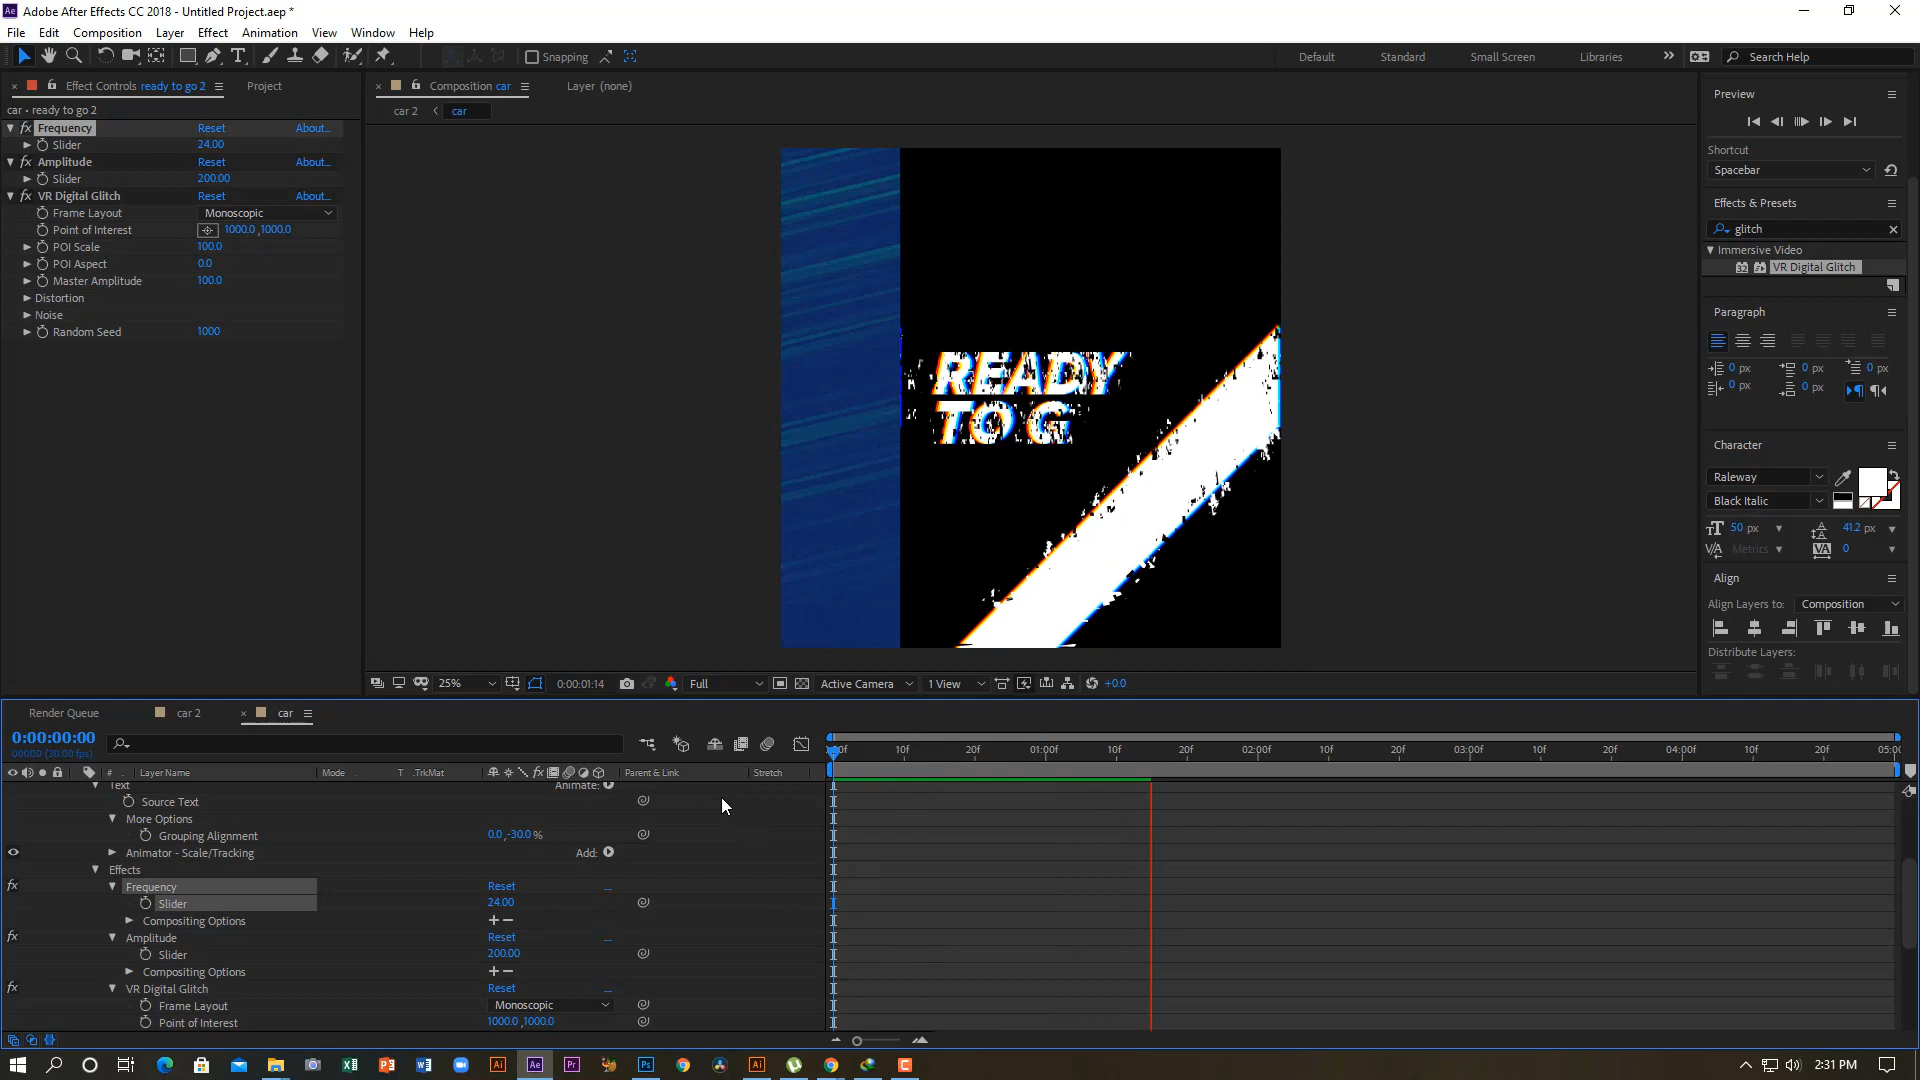 Adobe After Effects CC 2018 - Untitled Project.aep *
File Edit Composition Layer Effect Animation View Window Help
Snapping
Default Standard Small Screen Libraries Search Help
Effect Controls ready to go 2 Project
car • ready to go 2
Frequency Reset About...
Slider 24.00
Amplitude Reset About...
Slider 200.00
VR Digital Glitch Reset About...
Frame Layout Monoscopic
Point of Interest 1000.0 ,1000.0
POI Scale 100.0
POI Aspect 0.0
Master Amplitude 100.0
Distortion
Noise
Random Seed 1000
Composition car Layer (none)
car 2 car
READY
TO G
25% 0:00:01:14 Full Active Camera 1 View +0.0
Preview
Shortcut
Spacebar
Effects & Presets
glitch
Immersive Video
VR Digital Glitch
Paragraph
0 px 0 px 0 px
0 px 0 px
Character
Raleway
Black Italic
50 px 41.2 px
Metrics 0
Align
Align Layers to: Composition
Distribute Layers:
Render Queue car 2 car
0:00:00:00
00000 (30.00 fps)
# Layer Name Mode T .TrkMat Parent & Link Stretch
10f 20f 01:00f 10f 20f 02:00f 10f 20f 03:00f 10f 20f 04:00f 10f 20f 05:00
Text Animate:
Source Text
More Options
Grouping Alignment 0.0 ,-30.0 %
Animator - Scale/Tracking Add:
Effects
Frequency Reset
Slider 24.00
Compositing Options
Amplitude Reset
Slider 200.00
Compositing Options
VR Digital Glitch Reset
Frame Layout Monoscopic
Point of Interest 1000.0 ,1000.0
2:31 PM